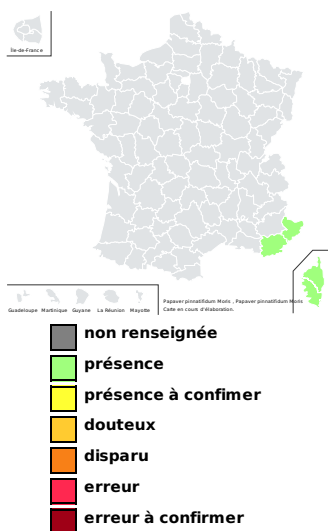 Île-de-France
Papaver pinnatifidum Moris , Papaver pinnatifidum Moris
Carte en cours d'élaboration.
Guadeloupe Martinique Guyane La Réunion Mayotte
non renseignée
présence
présence à confimer
douteux
disparu
erreur
erreur à confirmer